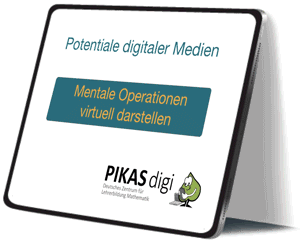 Potentiale digitaler Medien
Mentale Operationen
virtuell darstellen
PIKAS digi
Deutsches Zentrum für
Lehrerbildung Mathematik